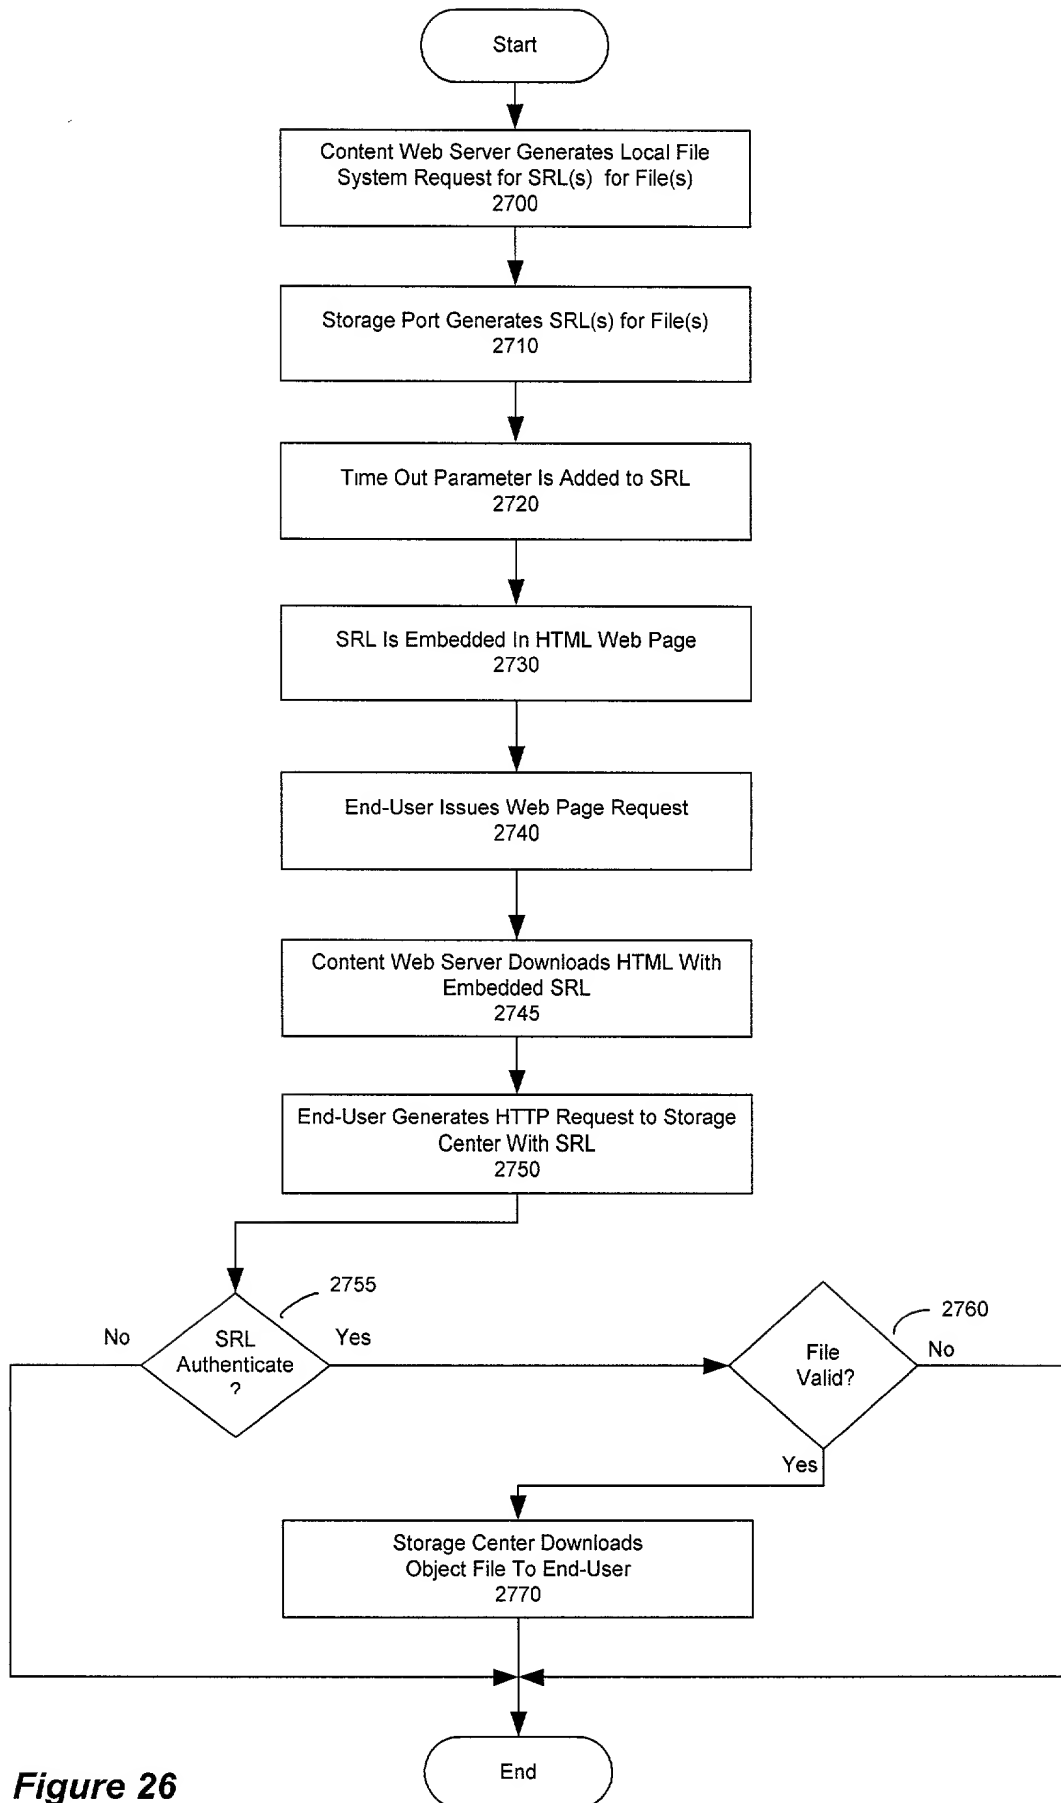 Start
Content Web Server Generates Local File
System Request for SRL(s) for File(s)
2700
Storage Port Generates SRL(s) for File(s)
2710
Time Out Parameter Is Added to SRL
2720
SRL Is Embedded In HTML Web Page
2730
End-User Issues Web Page Request
2740
Content Web Server Downloads HTML With
Embedded SRL
2745
End-User Generates HTTP Request to Storage
Center With SRL
2750
2755
No
SRL
Authenticate
?
Yes
2760
File
Valid?
No
Yes
Storage Center Downloads
Object File To End-User
2770
End
Figure 26